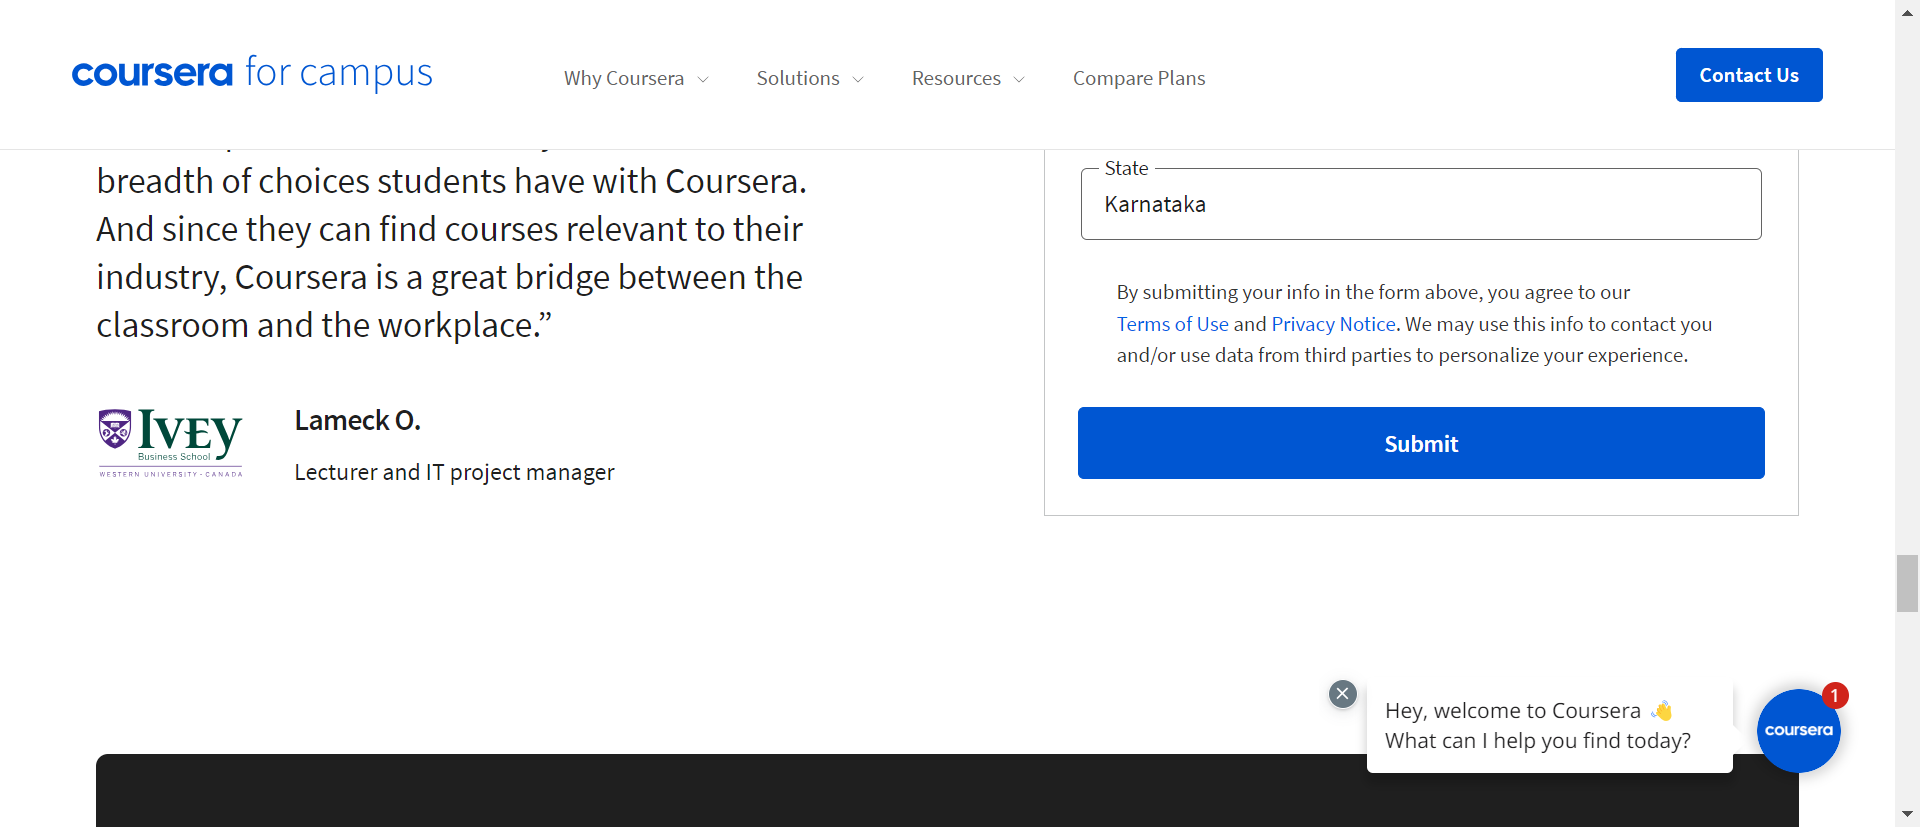 coursera for campus
Why Coursera
Solutions
Resources
Compare Plans
Contact Us
breadth of choices students have with Coursera.
And since they can find courses relevant to their
industry, Coursera is a great bridge between the
classroom and the workplace.”
IVEY
Business School
WESTERN UNIVERSITY · CANADA
Lameck O.
Lecturer and IT project manager
State
Karnataka
By submitting your info in the form above, you agree to our
Terms of Use and Privacy Notice. We may use this info to contact you
and/or use data from third parties to personalize your experience.
Submit
Hey, welcome to Coursera 👋
What can I help you find today?
coursera
1